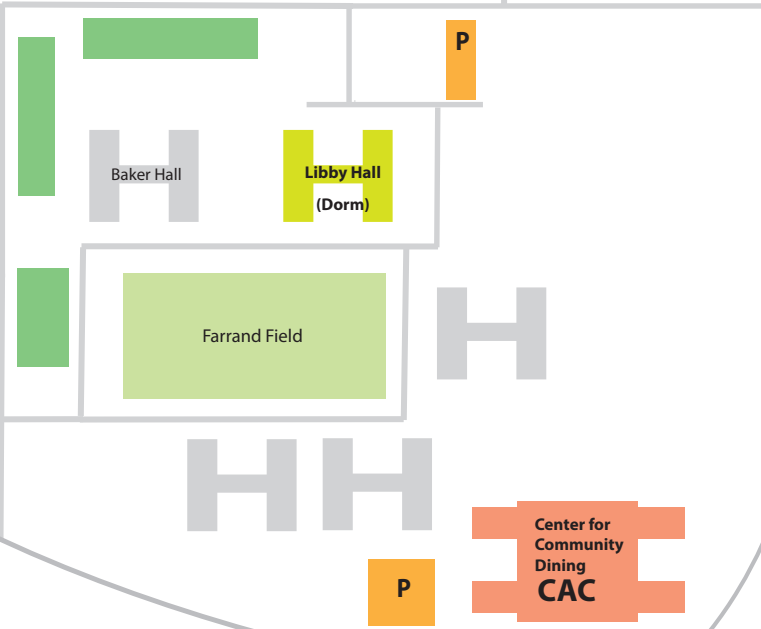 P
Baker Hall
Libby Hall
(Dorm)
Farrand Field
Center for
Community
Dining
CAC
P